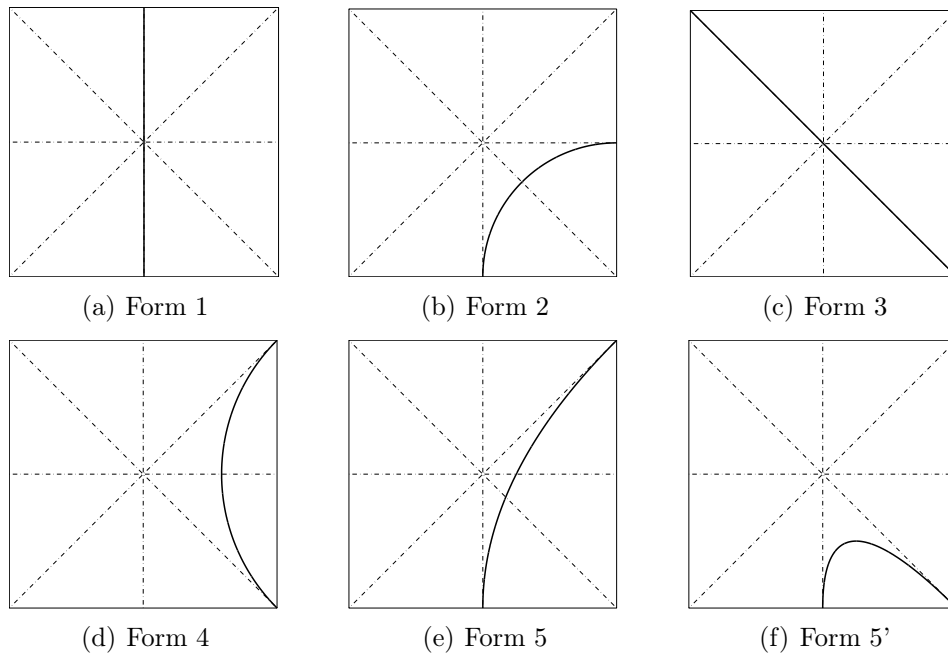 (a) Form 1
(b) Form 2
(c) Form 3
(d) Form 4
(e) Form 5
(f) Form 5’